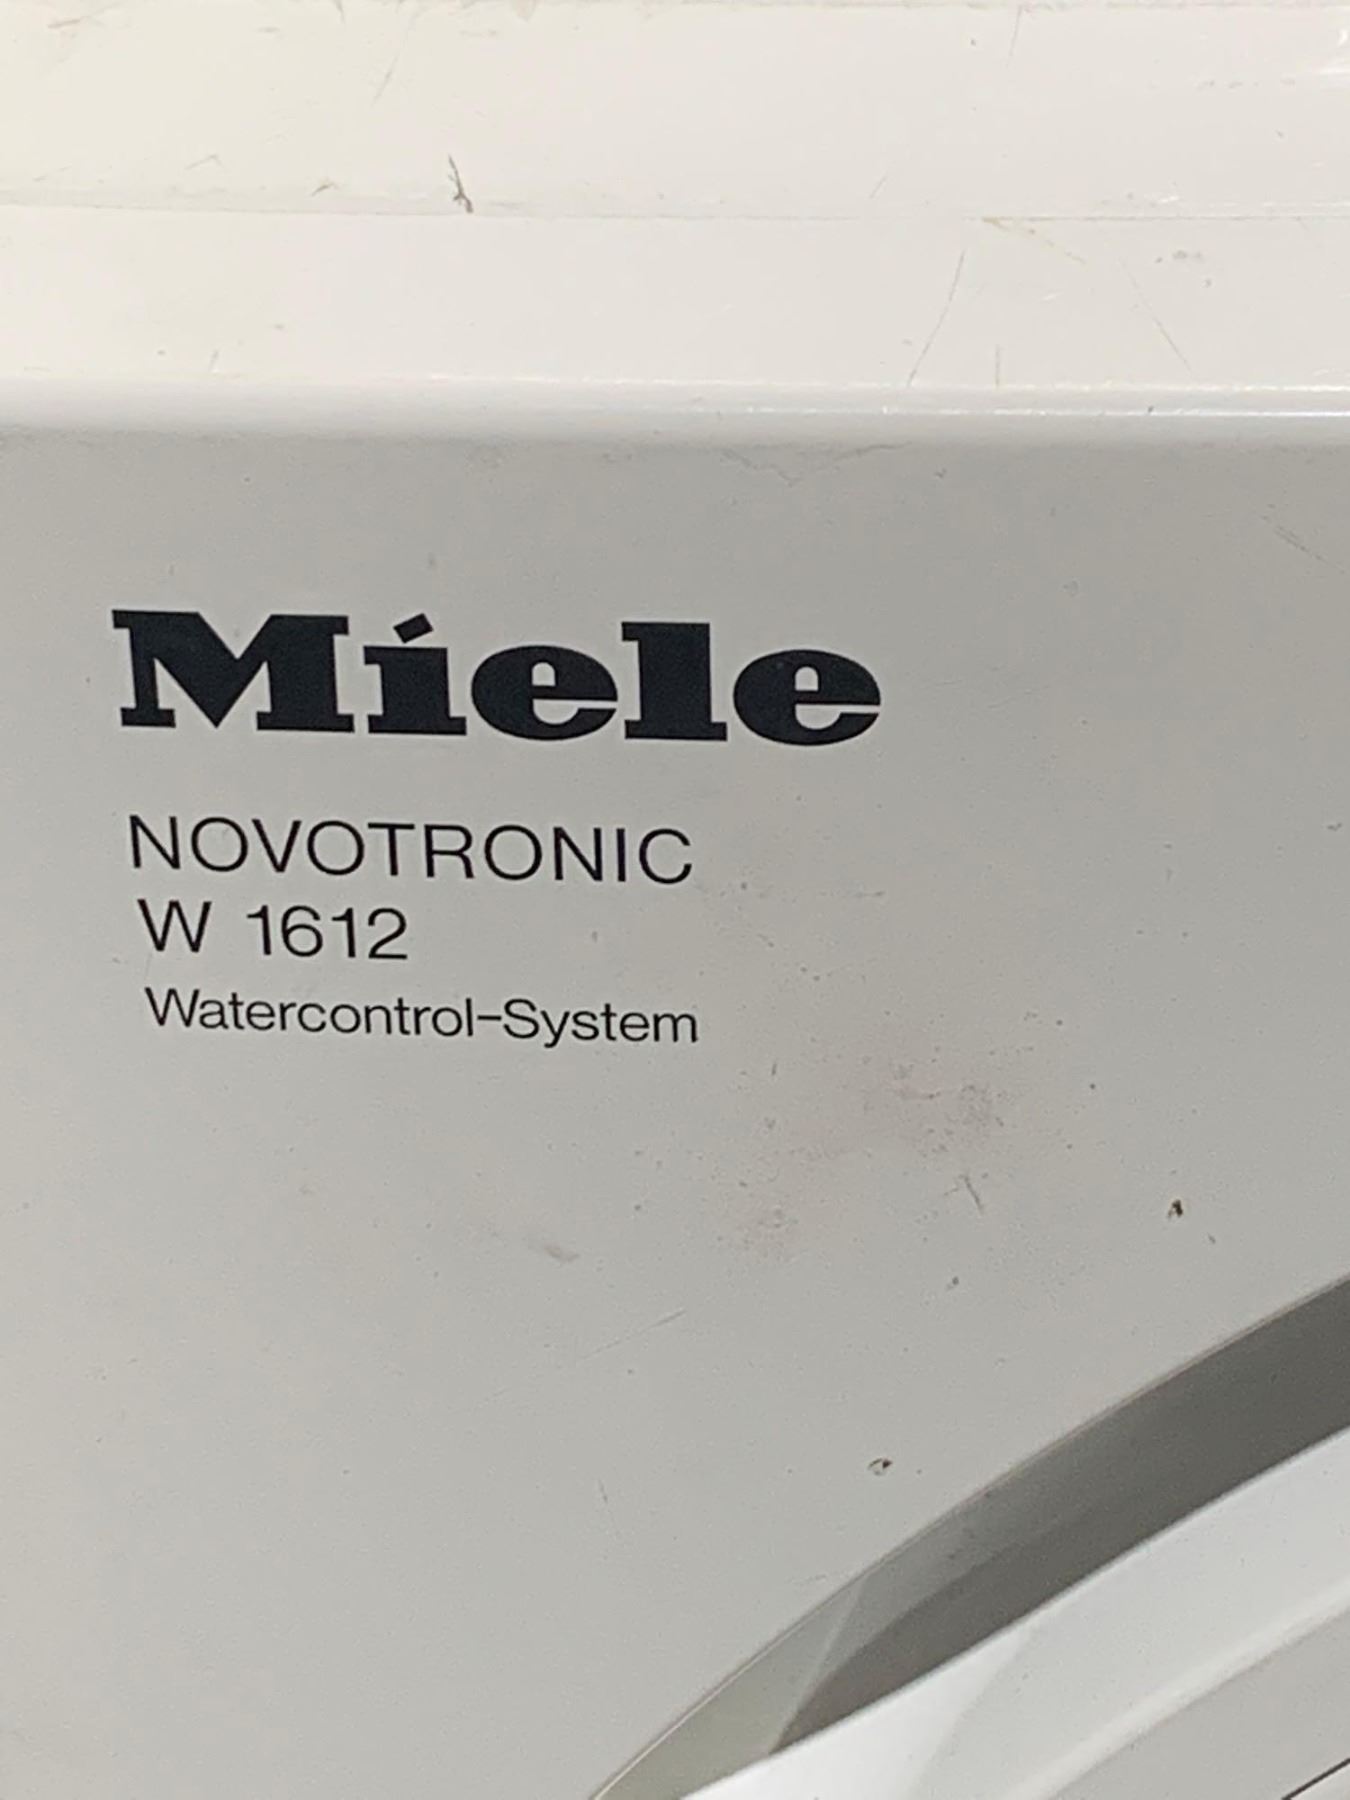 Miele
NOVOTRONIC
W 1612
Watercontrol-System